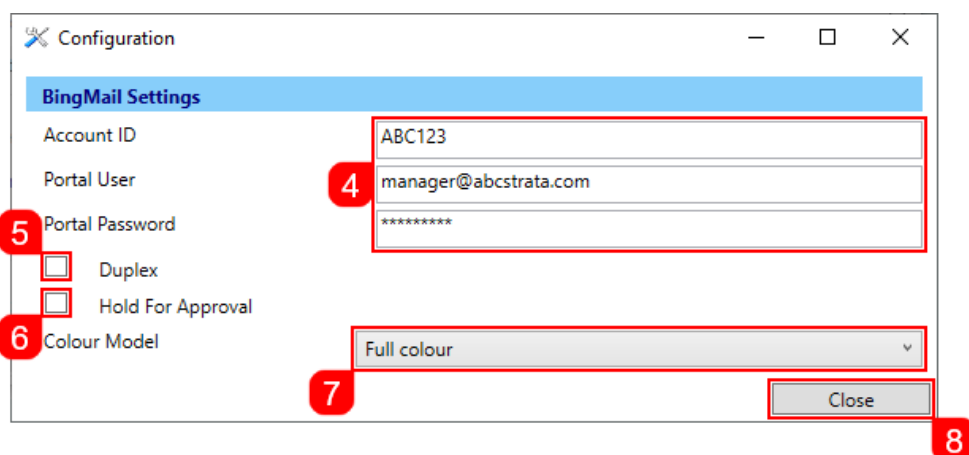 Configuration
BingMail Settings
Account ID
ABC123
Portal User
4
manager@abcstrata.com
Portal Password
*********
5
Duplex
Hold For Approval
6
Colour Model
Full colour
7
Close
8